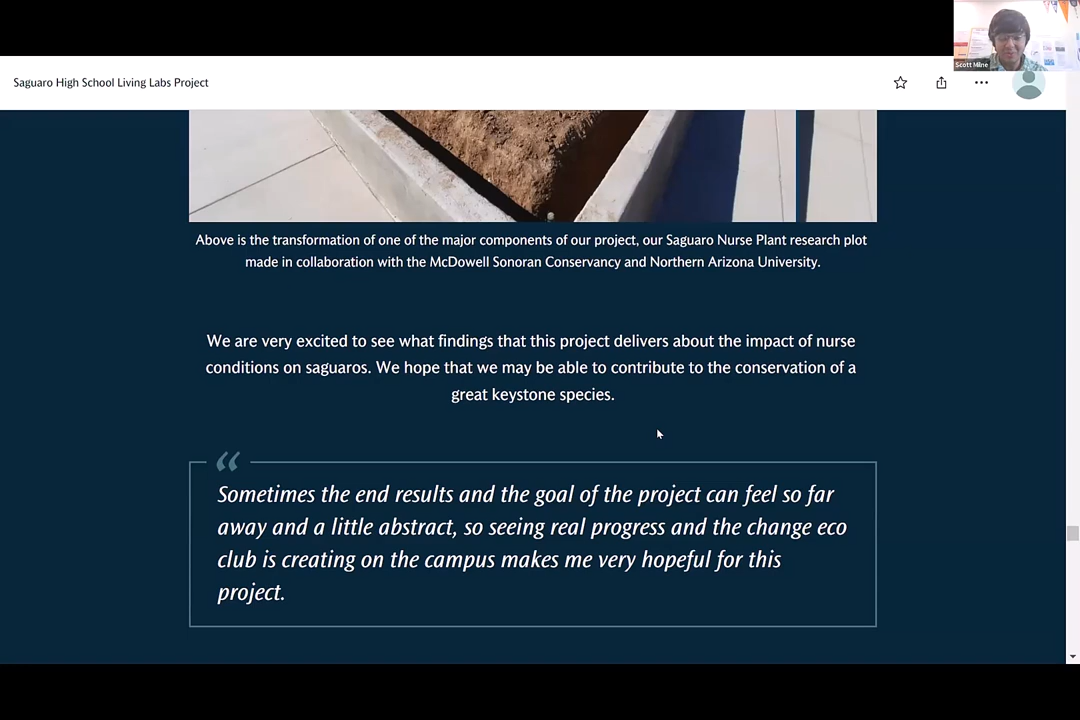 Scott Milne
Saguaro High School Living Labs Project
Above is the transformation of one of the major components of our project, our Saguaro Nurse Plant research plot
made in collaboration with the McDowell Sonoran Conservancy and Northern Arizona University.
We are very excited to see what findings that this project delivers about the impact of nurse
conditions on saguaros. We hope that we may be able to contribute to the conservation of a
great keystone species.
“
Sometimes the end results and the goal of the project can feel so far
away and a little abstract, so seeing real progress and the change eco
club is creating on the campus makes me very hopeful for this
project.